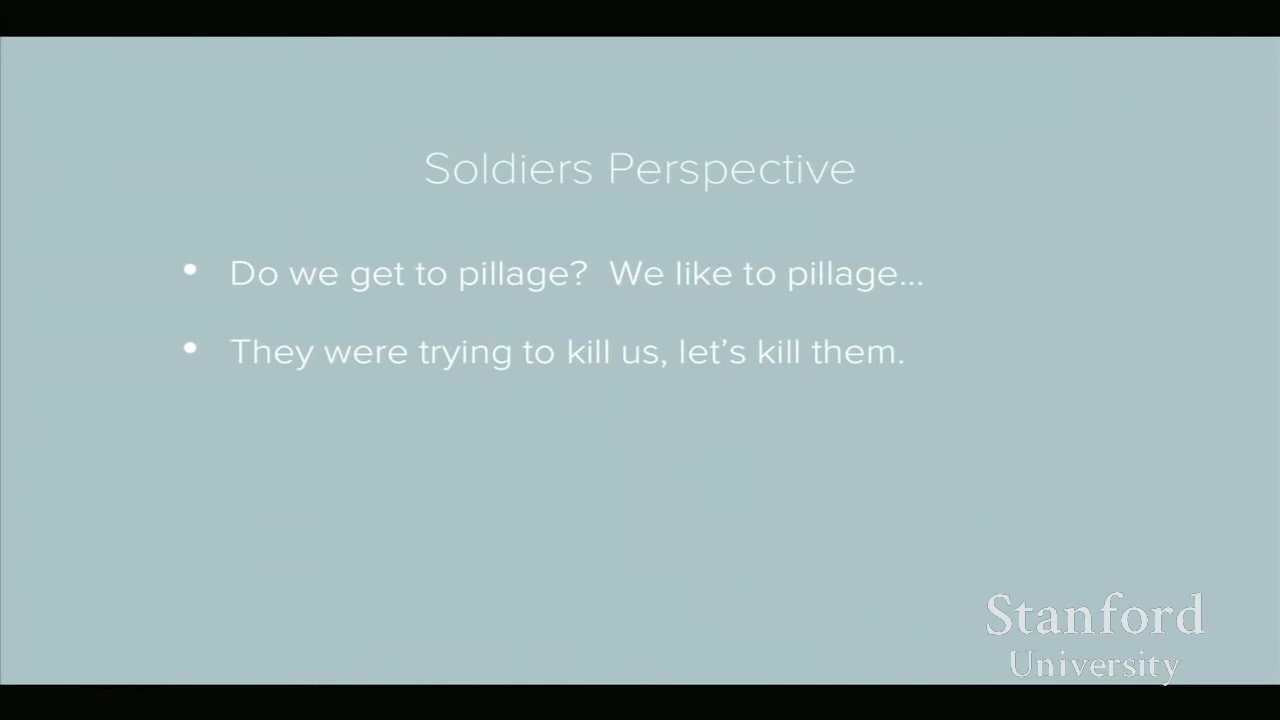 Soldiers Perspective
• Do we get to pillage?  We like to pillage...
• They were trying to kill us, let’s kill them.
Stanford
University